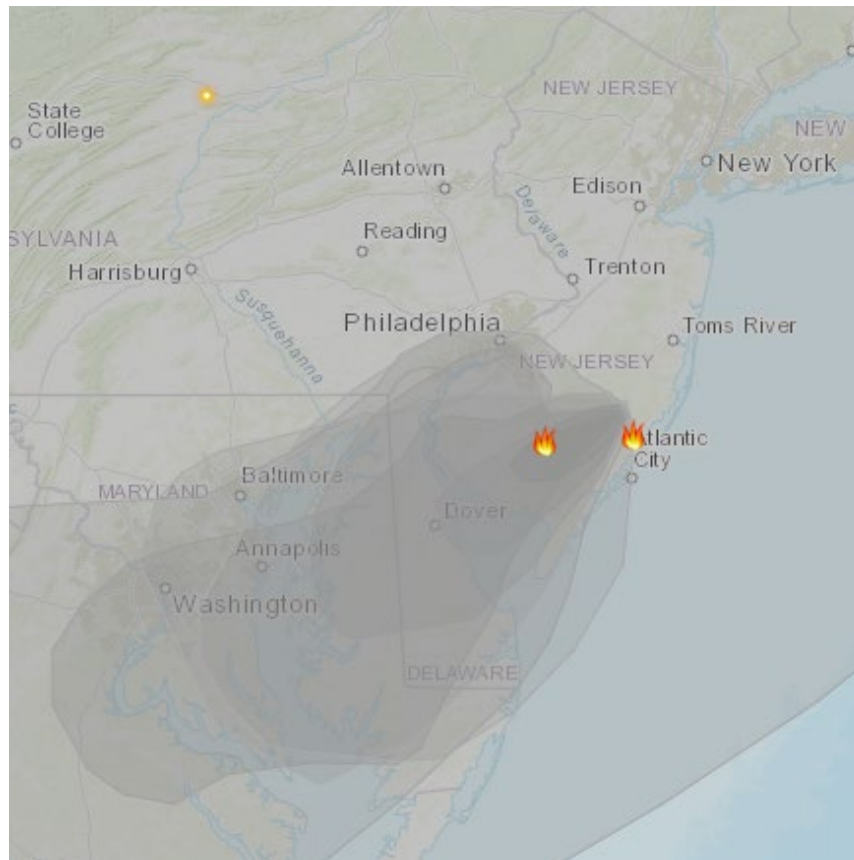 NEW JERSEY
State
College
NEW
New York
Allentown
Edison
Delaware
Reading
SYLVANIA
Harrisburg
Trenton
Susquehanna
Philadelphia
Toms River
NEW JERSEY
Atlantic
City
Baltimore
MARYLAND
Dover
Annapolis
Washington
DELAWARE